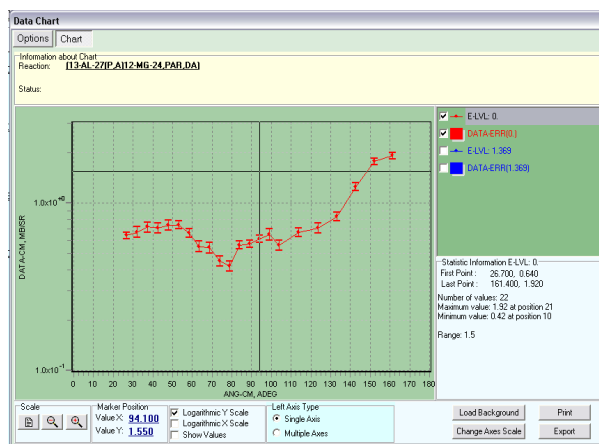 Data Chart
Options Chart
Information about Chart
Reaction: [13-AL-27(P,A)12-MG-24,PAR,DA]
Status:
E-LVL: 0.
DATA-ERR(0.)
E-LVL: 1.369
DATA-ERR(1.369)
DATA-CM, MB/SR
1.0×10⁺⁰
1.0×10⁻¹
0 10 20 30 40 50 60 70 80 90 100 110 120 130 140 150 160 170 180
ANG-CM, ADEG
Statistic Information E-LVL: 0.
First Point : 26.700, 0.640
Last Point : 161.400, 1.920
Number of values: 22
Maximum value: 1.92 at position 21
Minimum value: 0.42 at position 10
Range: 1.5
Scale
Marker Position
Value X: 94.100
Value Y: 1.550
Logarithmic Y Scale
Logarithmic X Scale
Show Values
Left Axis Type
Single Axis
Multiple Axes
Load Background Print
Change Axes Scale Export